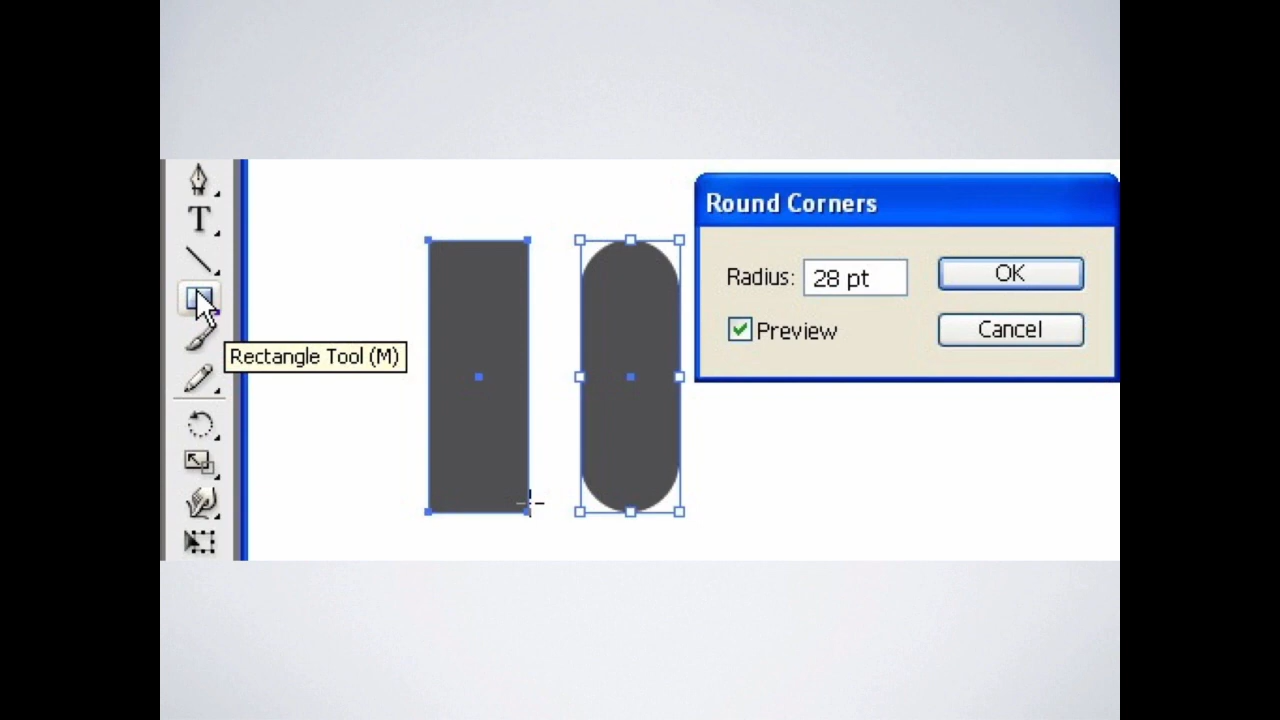 T
Rectangle Tool (M)
Round Corners
Radius: 28 pt
OK
Preview
Cancel